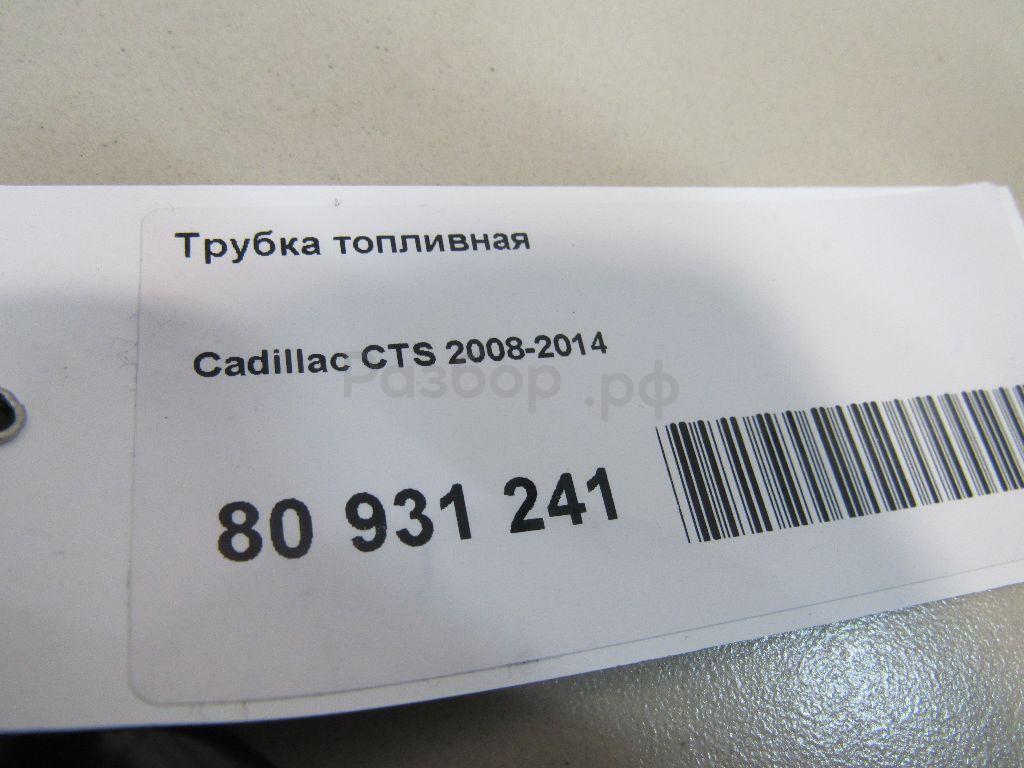 Трубка топливная
Cadillac CTS 2008-2014
Разбор.рф
80 931 241